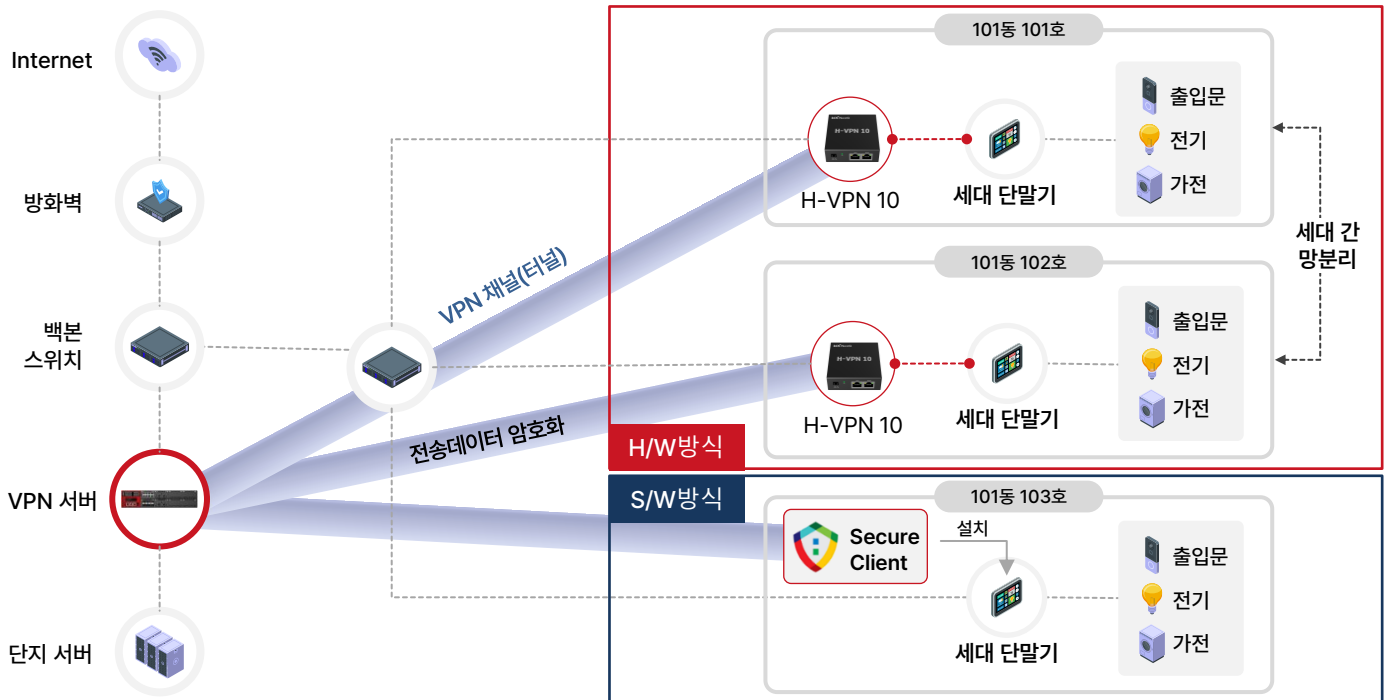 Internet
방화벽
백본
스위치
VPN 서버
단지 서버
VPN 채널(터널)
전송데이터 암호화
101동 101호
H-VPN 10
H-VPN 10
세대 단말기
출입문
전기
가전
세대 간
망분리
101동 102호
H-VPN 10
H-VPN 10
세대 단말기
출입문
전기
가전
H/W방식
S/W방식
101동 103호
Secure
Client
설치
세대 단말기
출입문
전기
가전